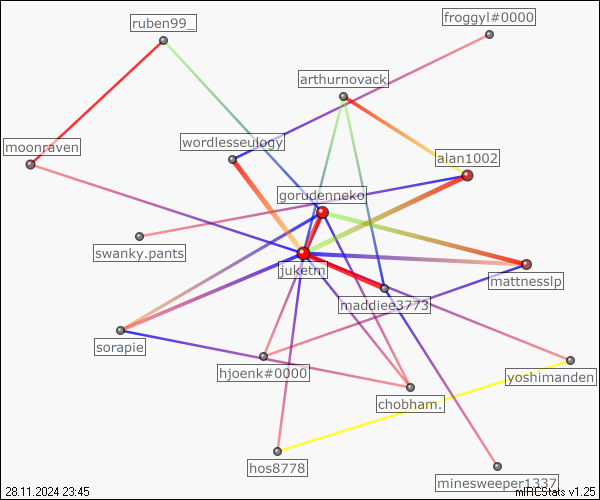 froggyl#0000
ruben99_
arthurnovack
wordlesseulogy
moonraven
alan1002
gorudenneko
swanky.pants
juketm
mattnesslp
maddiee3773
sorapie
hjoenk#0000
yoshimanden
chobham.
hos8778
minesweeper1337
28.11.2024 23:45
mIRCStats v1.25